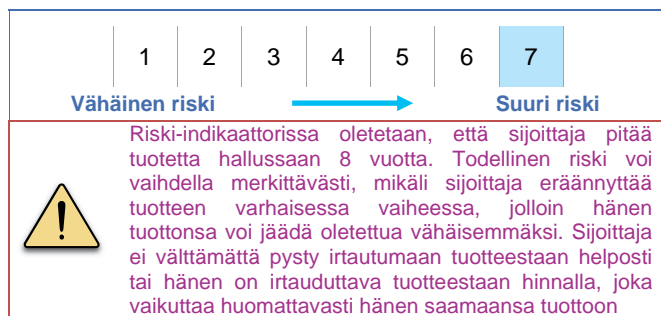 1 2 3 4 5 6 7
Vähäinen riski Suuri riski
Riski-indikaattorissa oletetaan, että sijoittaja pitää
tuotetta hallussaan 8 vuotta. Todellinen riski voi
vaihdella merkittävästi, mikäli sijoittaja eräännyttää
tuotteen varhaisessa vaiheessa, jolloin hänen
tuottonsa voi jäädä oletettua vähäisemmäksi. Sijoittaja
ei välttämättä pysty irtautumaan tuotteestaan helposti
tai hänen on irtauduttava tuotteestaan hinnalla, joka
vaikuttaa huomattavasti hänen saamaansa tuottoon